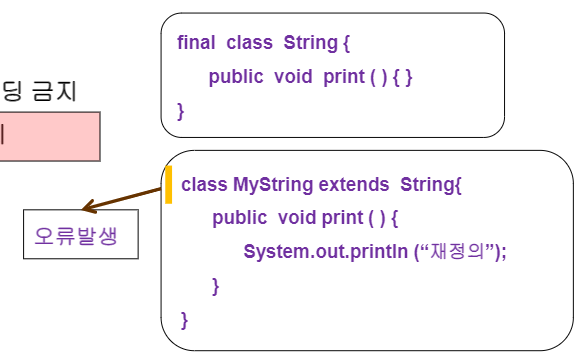 final class String {
public void print ( ) { }
}
딩 금지
class MyString extends String{
public void print ( ) {
오류발생
System.out.println (“재정의”);
}
}